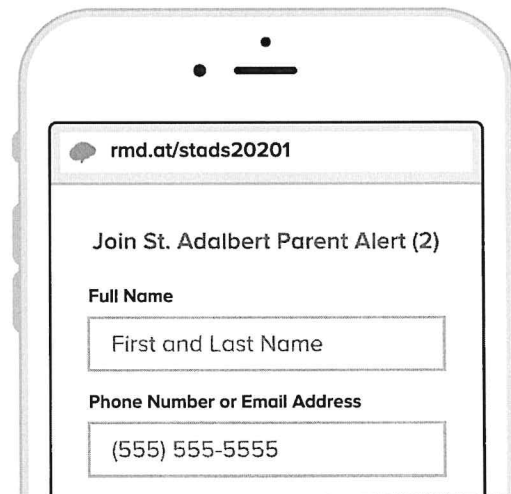 rmd.at/stads20201
Join St. Adalbert Parent Alert (2)
Full Name
First and Last Name
Phone Number or Email Address
(555) 555-5555